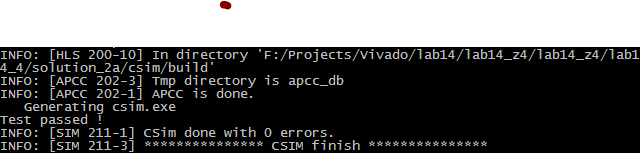 INFO: [HLS 200-10] In directory 'F:/Projects/Vivado/lab14/lab14_z4/lab14_z4/lab1
4_4/solution_2a/csim/build'
INFO: [APCC 202-3] Tmp directory is apcc_db
INFO: [APCC 202-1] APCC is done.
   Generating csim.exe
Test passed !
INFO: [SIM 211-1] CSim done with 0 errors.
INFO: [SIM 211-3] *************** CSIM finish ***************